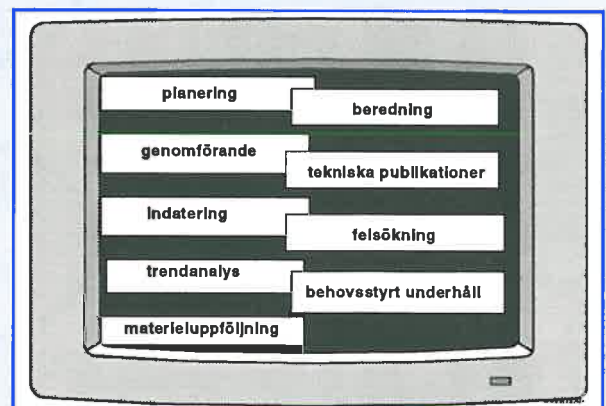 planering
beredning
genomförande
tekniska publikationer
indatering
felsökning
trendanalys
behovsstyrt underhåll
materieluppföljning